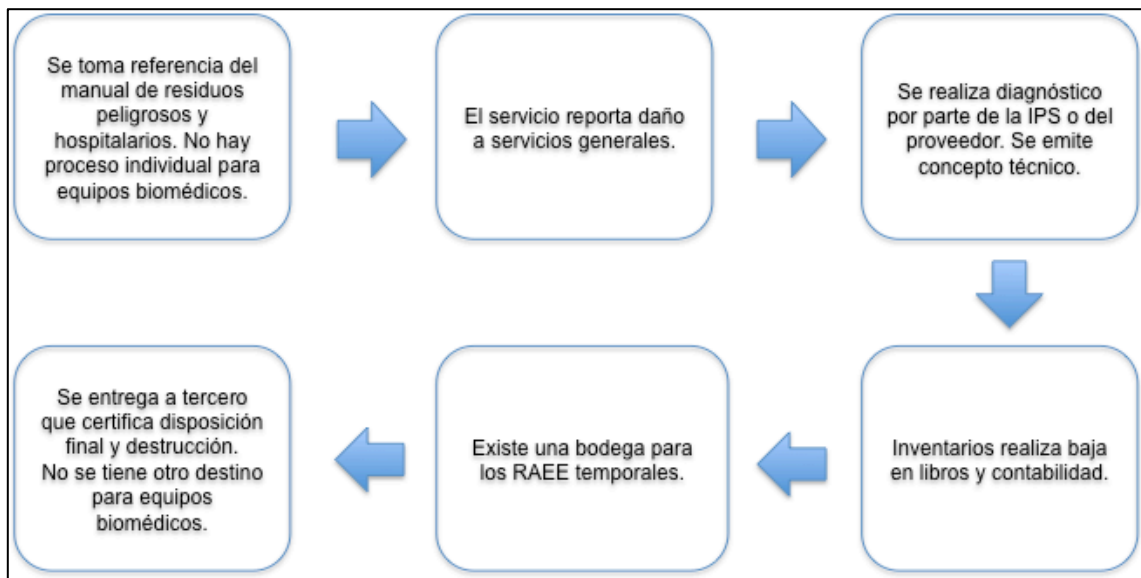 Se toma referencia del
manual de residuos
peligrosos y
hospitalarios. No hay
proceso individual para
equipos biomédicos.
El servicio reporta daño
a servicios generales.
Se realiza diagnóstico
por parte de la IPS o del
proveedor. Se emite
concepto técnico.
Inventarios realiza baja
en libros y contabilidad.
Existe una bodega para
los RAEE temporales.
Se entrega a tercero
que certifica disposición
final y destrucción.
No se tiene otro destino
para equipos
biomédicos.